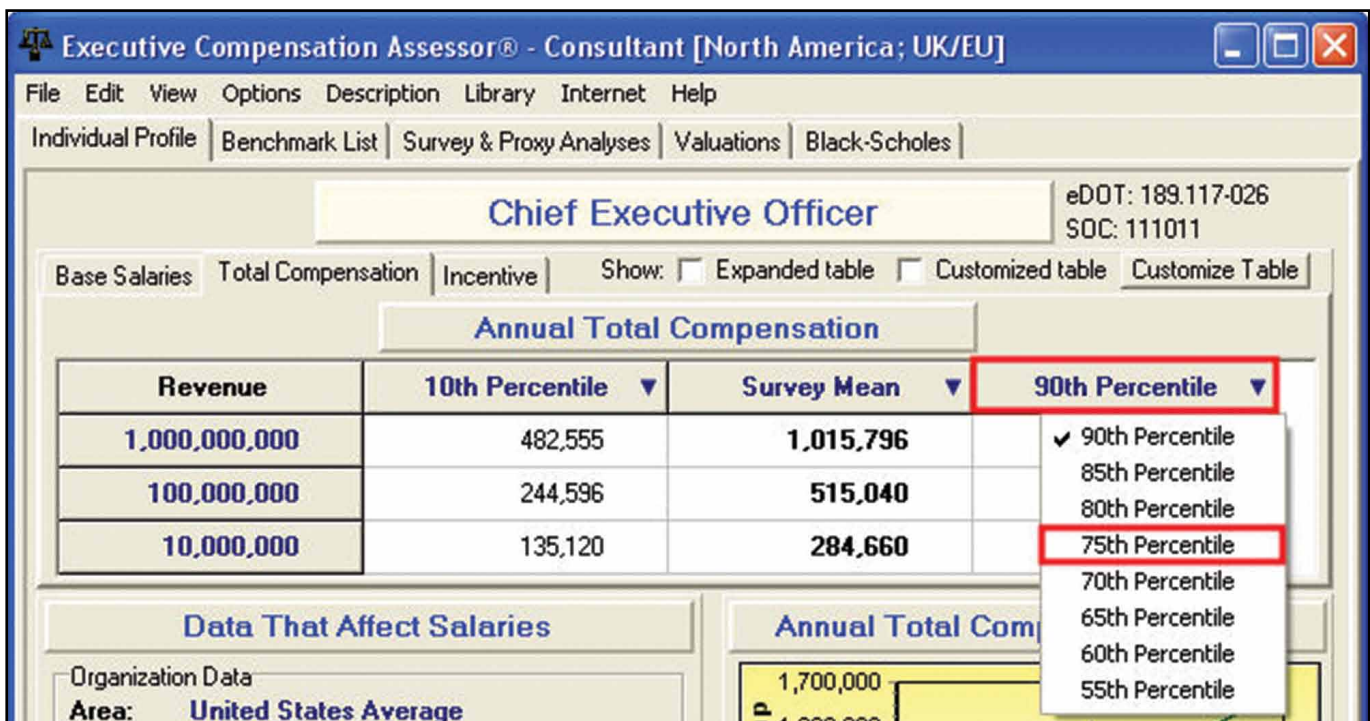 Executive Compensation Assessor® - Consultant [North America; UK/EU]
File Edit View Options Description Library Internet Help
Individual Profile Benchmark List Survey & Proxy Analyses Valuations Black-Scholes
Chief Executive Officer
eDOT: 189.117-026
SOC: 111011
Base Salaries Total Compensation Incentive Show: Expanded table Customized table Customize Table
Annual Total Compensation
Revenue 10th Percentile Survey Mean 90th Percentile
1,000,000,000 482,555 1,015,796
100,000,000 244,596 515,040
10,000,000 135,120 284,660
90th Percentile
85th Percentile
80th Percentile
75th Percentile
70th Percentile
65th Percentile
60th Percentile
55th Percentile
Data That Affect Salaries
Annual Total
Organization Data
Area: United States Average
1,700,000